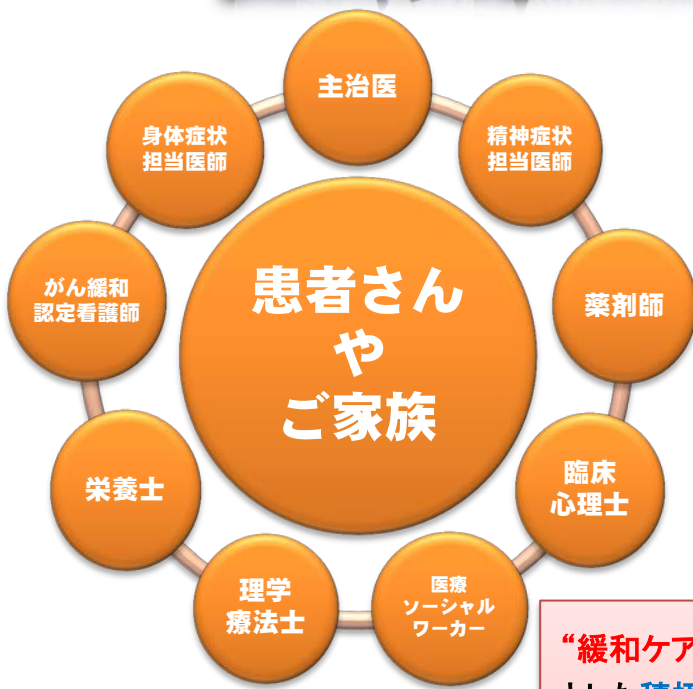 主治医
精神症状
担当医師
薬剤師
臨床
心理士
医療
ソーシャル
ワーカー
理学
療法士
栄養士
がん緩和
認定看護師
身体症状
担当医師
患者さん
や
ご家族
“緩和ケア